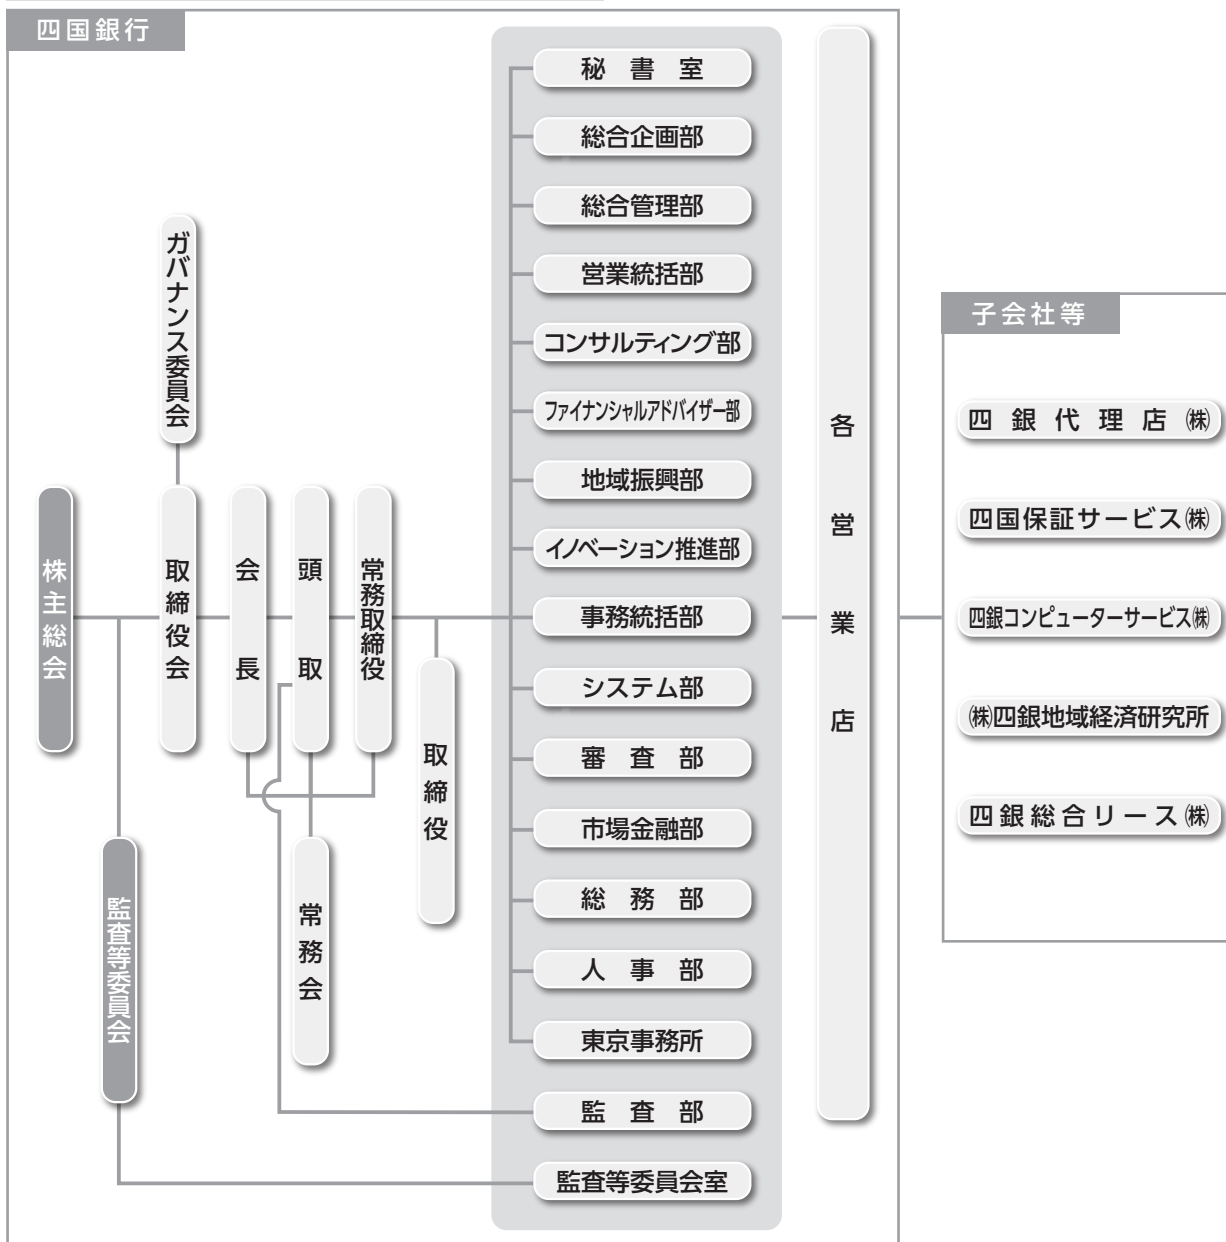 四国銀行
株主総会
監査等委員会
ガバナンス委員会
取締役会
会長
頭取
常務会
常務取締役
取締役
秘書室
総合企画部
総合管理部
営業統括部
コンサルティング部
ファイナンシャルアドバイザー部
地域振興部
イノベーション推進部
事務統括部
システム部
審査部
市場金融部
総務部
人事部
東京事務所
監査部
監査等委員会室
各営業店
子会社等
四銀代理店㈱
四国保証サービス㈱
四銀コンピューターサービス㈱
㈱四銀地域経済研究所
四銀総合リース㈱